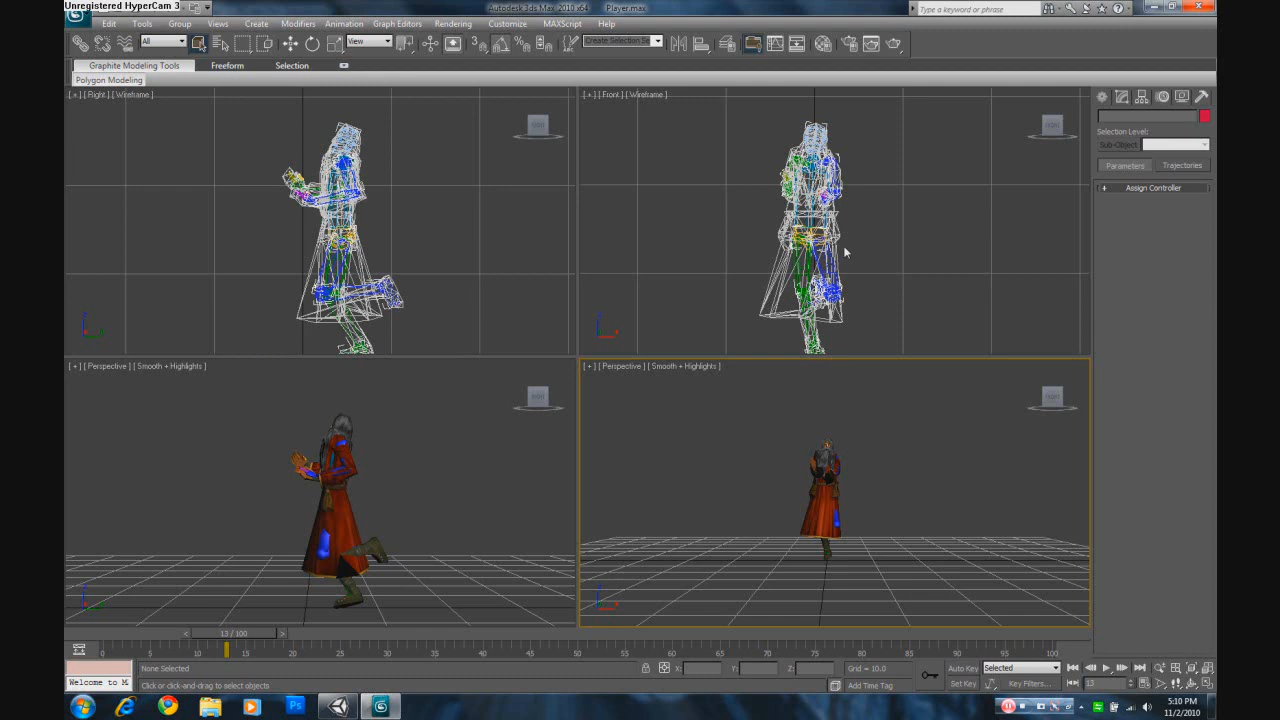 Unregistered HyperCam 3
Autodesk 3ds Max 2010 x64 Player.max
Type a keyword or phrase
Edit Tools Group Views Create Modifiers Animation Graph Editors Rendering Customize MAXScript Help
All
View
3
Create Selection Se
Graphite Modeling Tools Freeform Selection
Polygon Modeling
[ + ] [ Right ] [ Wireframe ]
[ + ] [ Front ] [ Wireframe ]
Selection Level:
Sub-Object
Parameters Trajectories
+ Assign Controller
[ + ] [ Perspective ] [ Smooth + Highlights ]
[ + ] [ Perspective ] [ Smooth + Highlights ]
< 13 / 100 >
0 5 10 15 20 25 30 35 40 45 50 55 60 65 70 75 80 85 90 95 100
None Selected X: Y: Z: Grid = 10.0 Auto Key Selected
Welcome to M Click or click-and-drag to select objects Add Time Tag Set Key Key Filters... 13
5:10 PM
11/2/2010